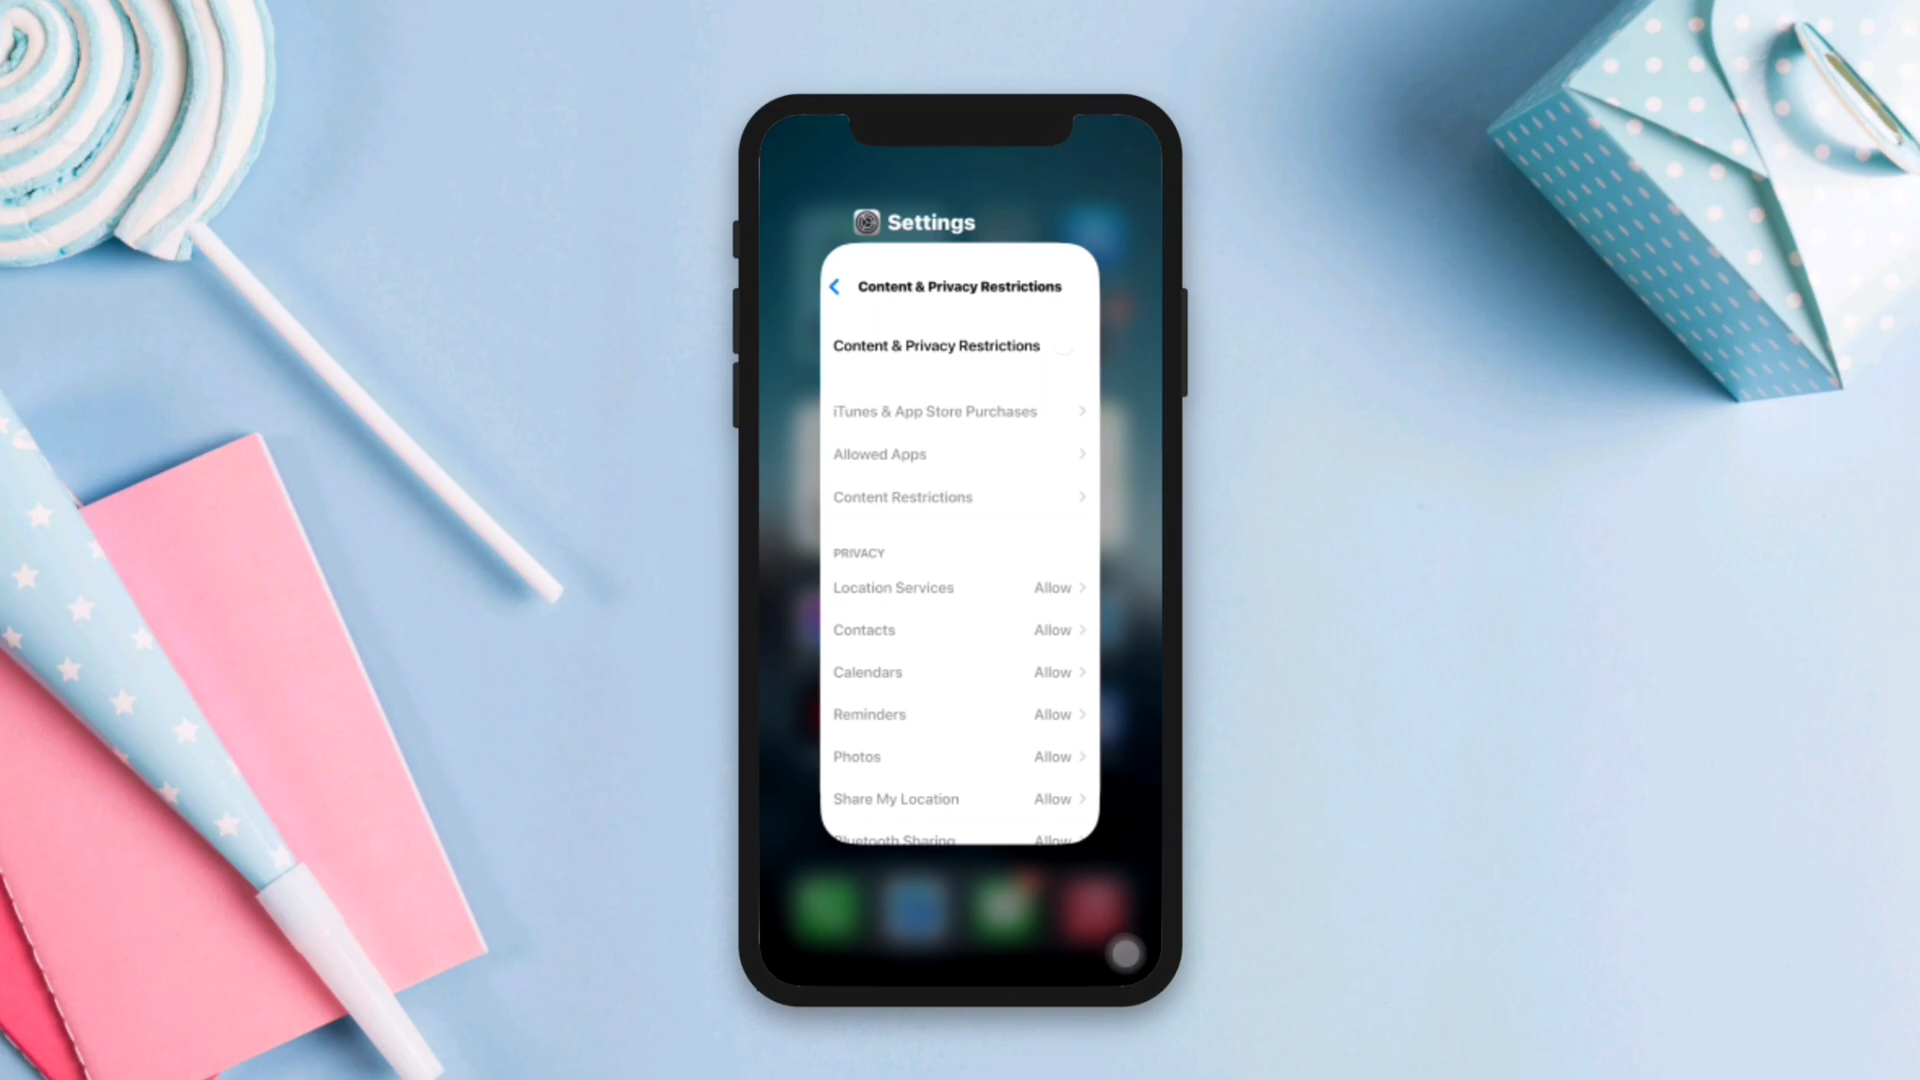 Settings
Content & Privacy Restrictions
Content & Privacy Restrictions
iTunes & App Store Purchases
Allowed Apps
Content Restrictions
PRIVACY
Location Services Allow
Contacts Allow
Calendars Allow
Reminders Allow
Photos Allow
Share My Location Allow
Bluetooth Sharing Allow